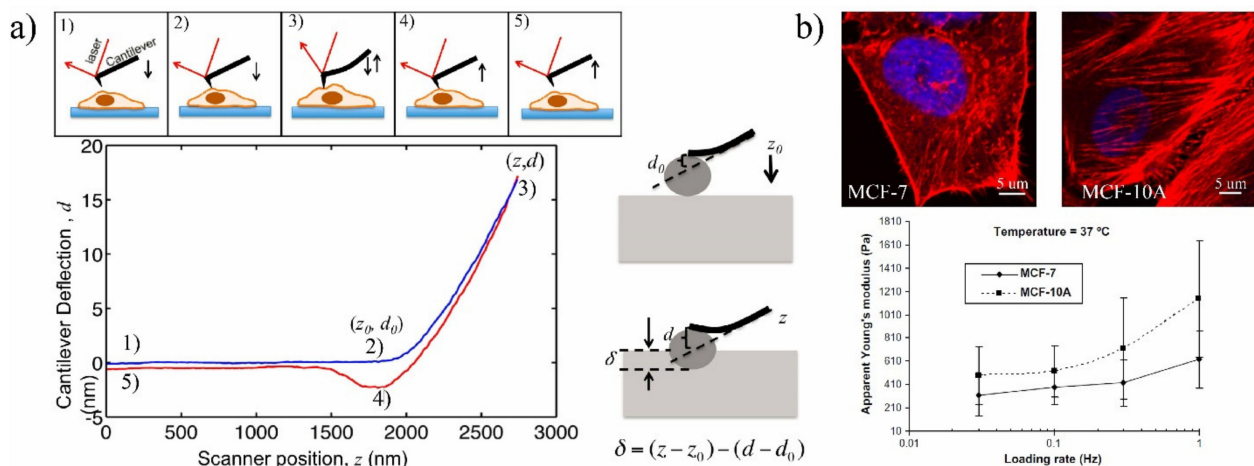 a)
1)
2)
3)
4)
5)
laser
Cantilever
20
15
10
5
0
-5
Cantilever Deflection , d
(nm)
1)
5)
(z₀, d₀)
2)
4)
(z,d)
3)
0
500
1000
1500
2000
2500
3000
Scanner position, z (nm)
d₀
z₀
d
z
δ
δ = (z − z₀) − (d − d₀)
b)
MCF-7
5 um
MCF-10A
5 um
Temperature = 37 ºC
MCF-7
MCF-10A
Apparent Young's modulus (Pa)
1810
1610
1410
1210
1010
810
610
410
210
10
0.01
0.1
1
Loading rate (Hz)